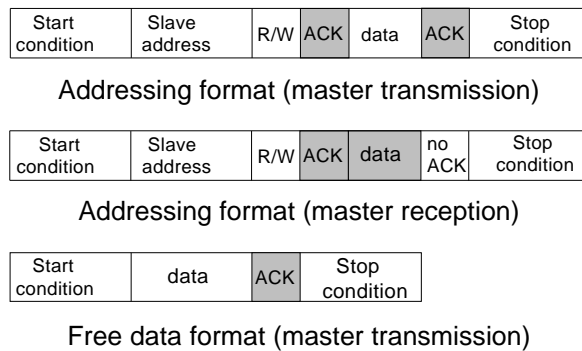 Start condition Slave address R/W ACK data ACK Stop condition
Addressing format (master transmission)
Start condition Slave address R/W ACK data no ACK Stop condition
Addressing format (master reception)
Start condition data ACK Stop condition
Free data format (master transmission)